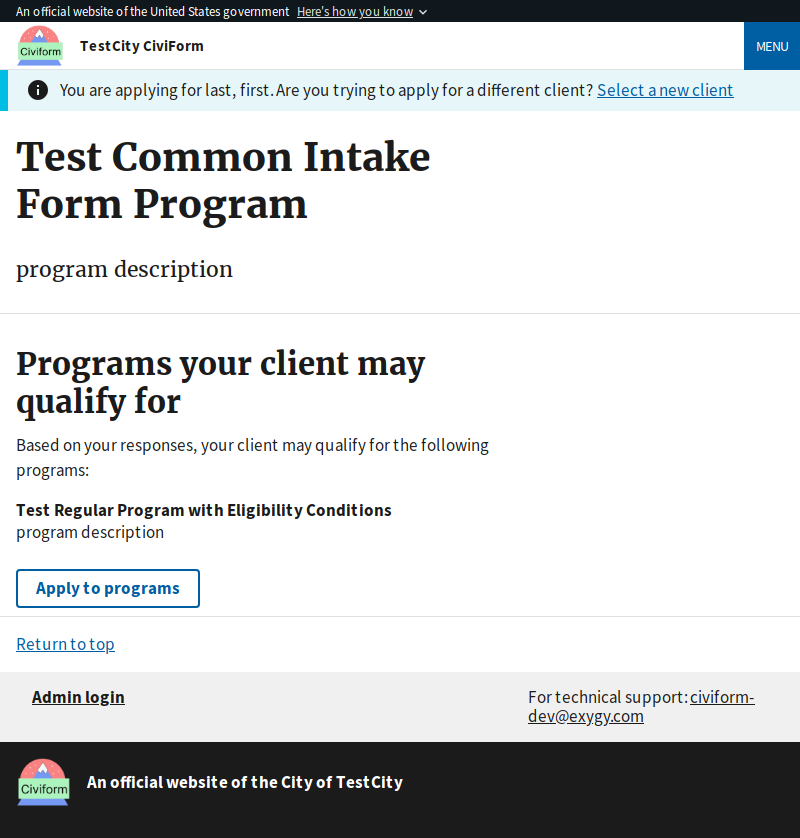 An official website of the United States government Here's how you know
Civiform
TestCity CiviForm
MENU
You are applying for last, first. Are you trying to apply for a different client? Select a new client
Test Common Intake
Form Program
program description
Programs your client may
qualify for
Based on your responses, your client may qualify for the following
programs:
Test Regular Program with Eligibility Conditions
program description
Apply to programs
Return to top
Admin login
For technical support: civiform-
dev@exygy.com
Civiform
An official website of the City of TestCity